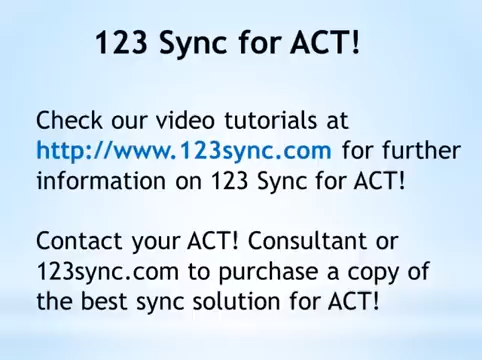 123 Sync for ACT!
Check our video tutorials at
http://www.123sync.com for further
information on 123 Sync for ACT!
Contact your ACT! Consultant or
123sync.com to purchase a copy of
the best sync solution for ACT!